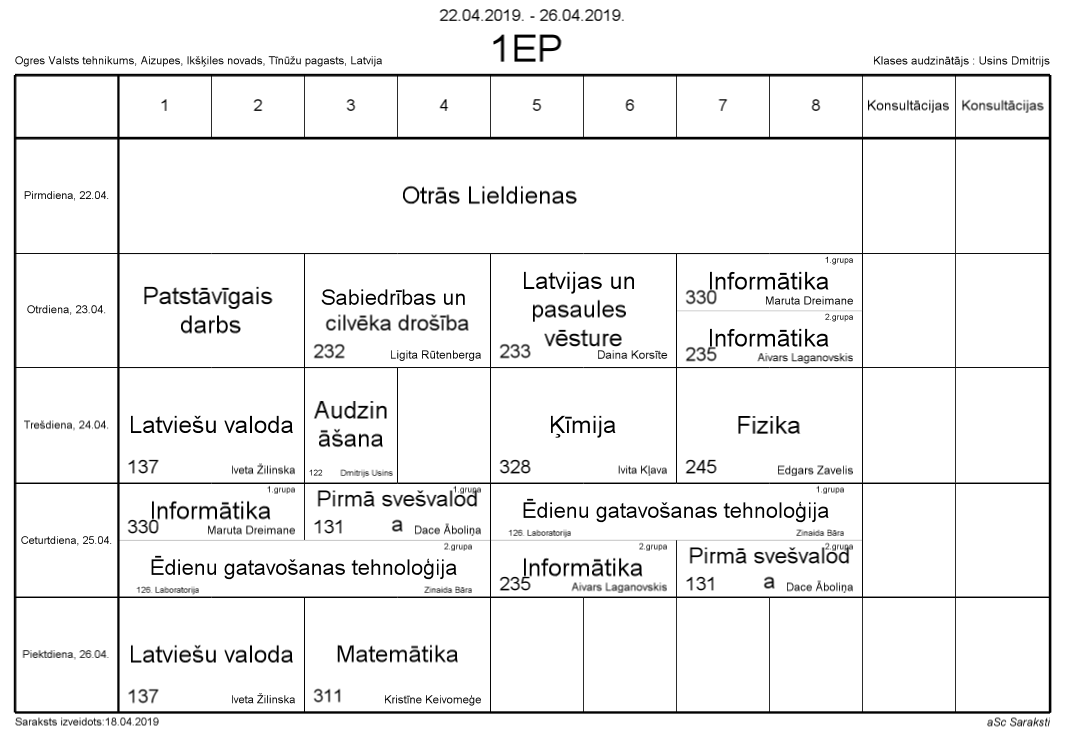 22.04.2019. - 26.04.2019.
1EP
Ogres Valsts tehnikums, Aizupes, Ikšķiles novads, Tīnūžu pagasts, Latvija
Klases audzinātājs : Usins Dmitrijs
1 2 3 4 5 6 7 8 Konsultācijas Konsultācijas
Pirmdiena, 22.04.
Otrās Lieldienas
Otrdiena, 23.04.
Patstāvīgais
darbs
Sabiedrības un
cilvēka drošība
232 Ligita Rūtenberga
Latvijas un
pasaules
vēsture
233 Daina Korsīte
1.grupa
Informātika
330 Maruta Dreimane
2.grupa
Informātika
235 Aivars Laganovskis
Trešdiena, 24.04.
Latviešu valoda
137 Iveta Žilinska
Audzin
āšana
122 Dmitrijs Usins
Ķīmija
328 Ivita Kļava
Fizika
245 Edgars Zavelis
Ceturtdiena, 25.04.
1.grupa
Informātika
330 Maruta Dreimane
1.grupa
Pirmā svešvalod
a
131 Dace Āboliņa
1.grupa
Ēdienu gatavošanas tehnoloģija
126. Laboratorija Zinaida Bāra
2.grupa
Ēdienu gatavošanas tehnoloģija
126. Laboratorija Zinaida Bāra
2.grupa
Informātika
235 Aivars Laganovskis
2.grupa
Pirmā svešvalod
a
131 Dace Āboliņa
Piektdiena, 26.04.
Latviešu valoda
137 Iveta Žilinska
Matemātika
311 Kristīne Keivomeģe
Saraksts izveidots:18.04.2019
aSc Saraksti